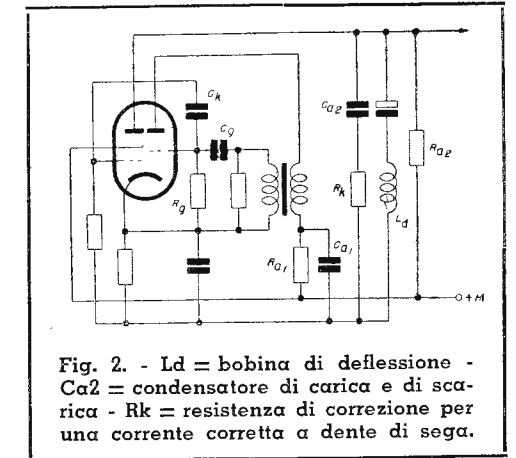 Ck
Cg
Ca2
Ra2
Rg
Rk
Ld
Ra1
Ca1
+M
Fig. 2. - Ld = bobina di deflessione -
Ca2 = condensatore di carica e di sca-
rica - Rk = resistenza di correzione per
una corrente corretta a dente di sega.